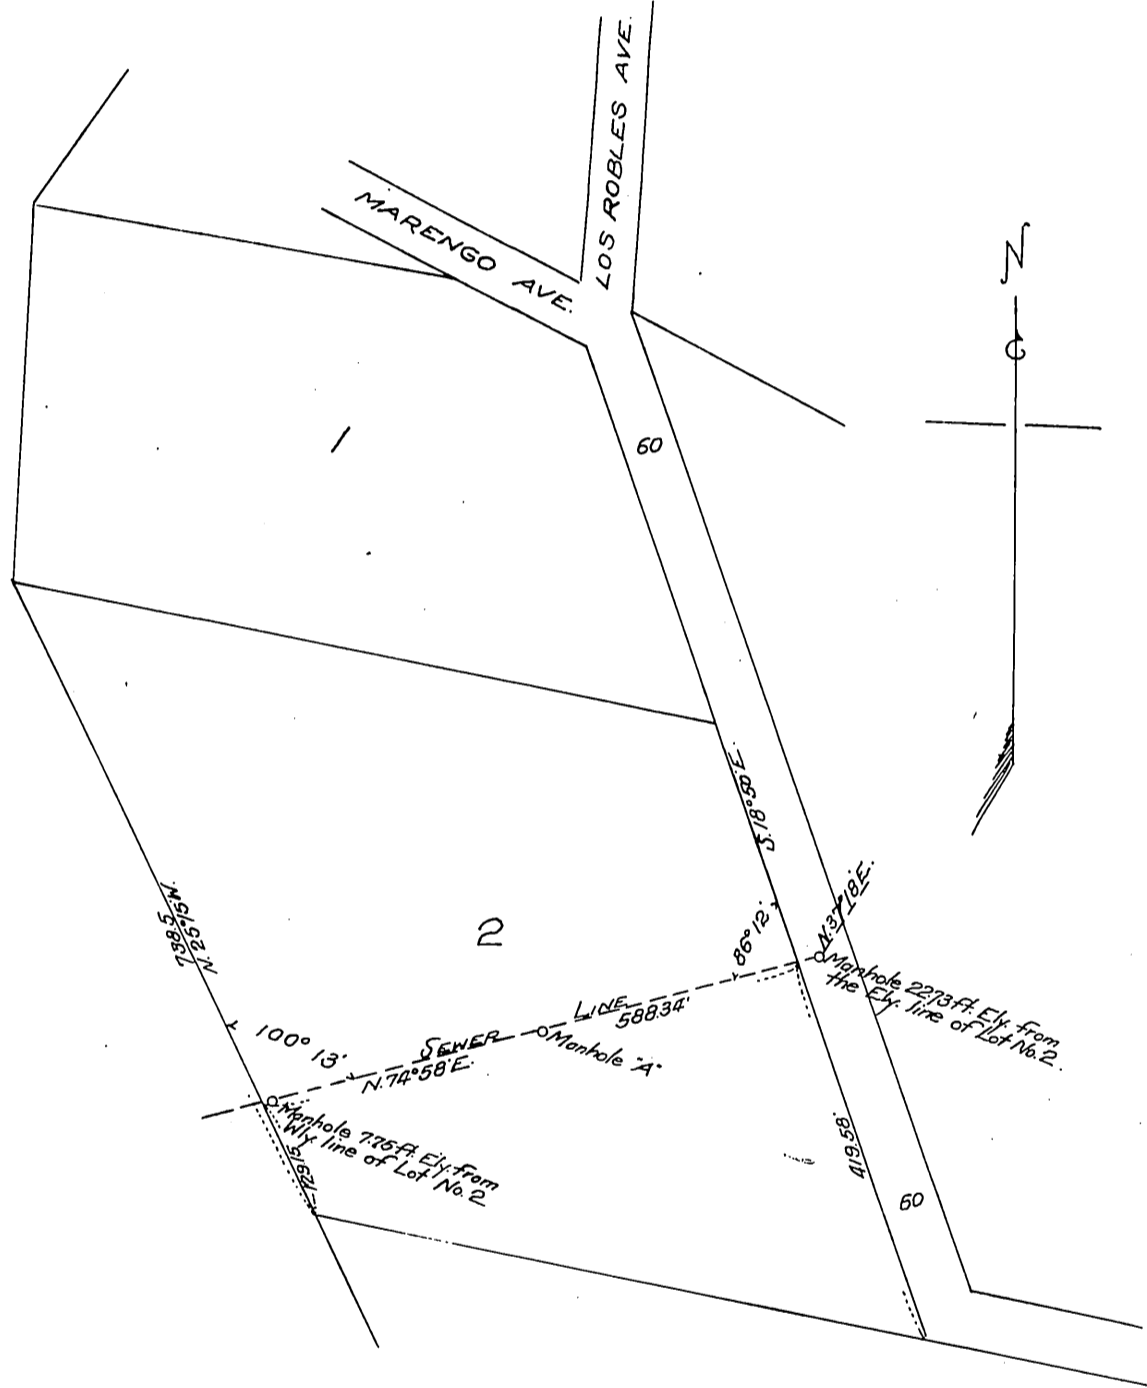 LOS ROBLES AVE.
MARENGO AVE.
N
60
1
S.18°50'E.
2
738.5
N.25°15'W.
86°12'
N.37°18'E.
Manhole 22.73 ft. Ely. from
the Ely. line of Lot No. 2.
100° 13'
SEWER LINE
588.34'
N.74°58'E.
Manhole "A"
Manhole 7.75 ft. Ely. from
Wly. line of Lot No. 2
129.15
419.58'
60